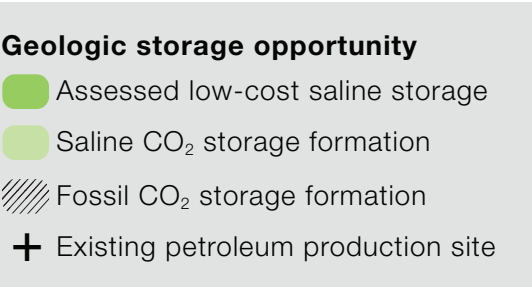 Geologic storage opportunity
Assessed low-cost saline storage
Saline CO₂ storage formation
Fossil CO₂ storage formation
Existing petroleum production site